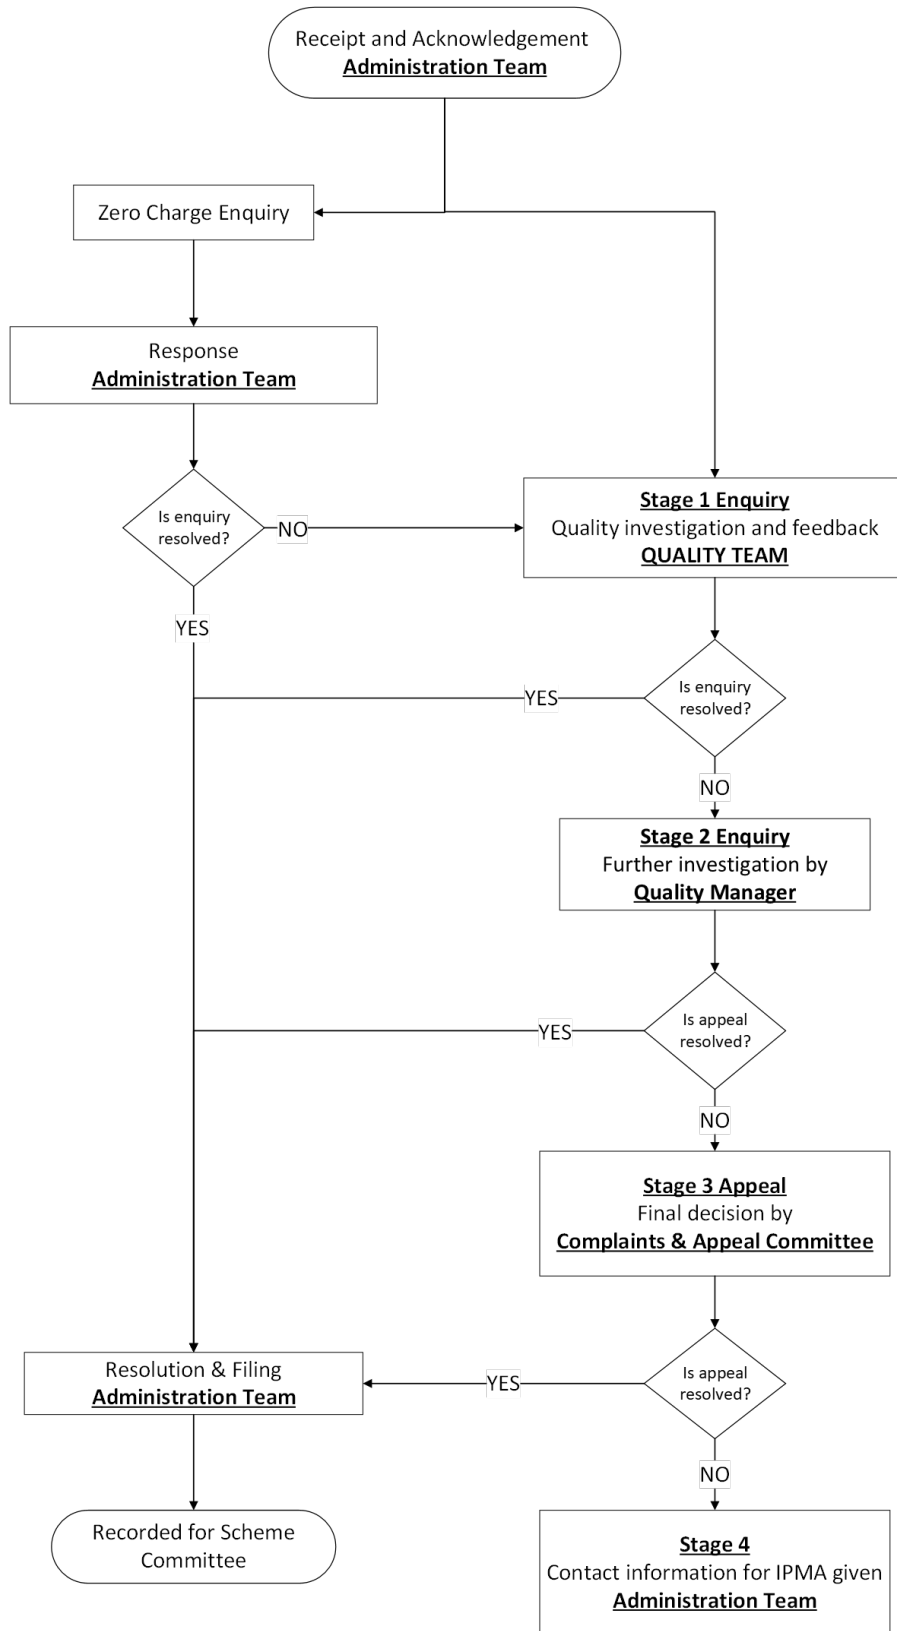 Receipt and Acknowledgement
Administration Team
Zero Charge Enquiry
Response
Administration Team
Is enquiry
resolved?
NO
Stage 1 Enquiry
Quality investigation and feedback
QUALITY TEAM
YES
Is enquiry
resolved?
YES
NO
Stage 2 Enquiry
Further investigation by
Quality Manager
Is appeal
resolved?
YES
NO
Stage 3 Appeal
Final decision by
Complaints & Appeal Committee
Resolution & Filing
Administration Team
YES
Is appeal
resolved?
NO
Recorded for Scheme
Committee
Stage 4
Contact information for IPMA given
Administration Team